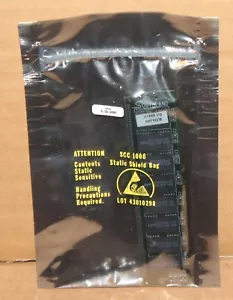 ATTENTION
Contents
Static
Sensitive
Handling
Precautions
Required.
SCC 1000
Static Shield Bag
LOT 43010298